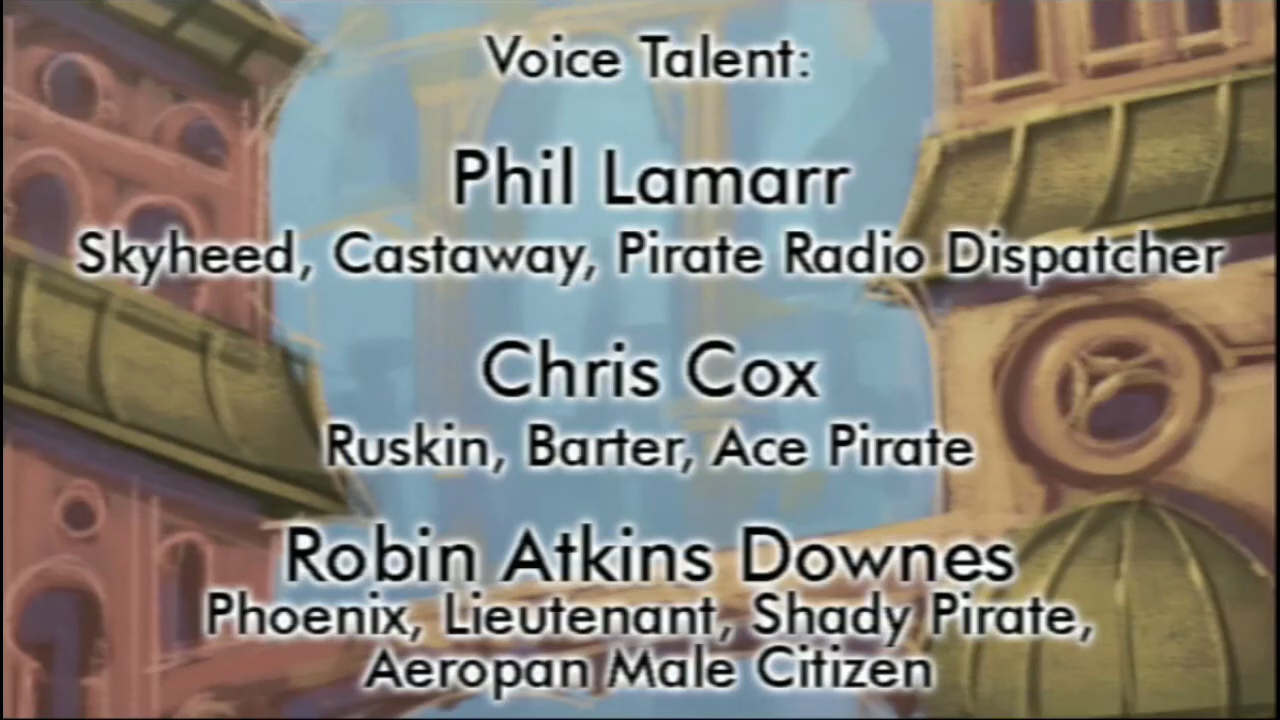 Voice Talent:
Phil Lamarr
Skyheed, Castaway, Pirate Radio Dispatcher
Chris Cox
Ruskin, Barter, Ace Pirate
Robin Atkins Downes
Phoenix, Lieutenant, Shady Pirate,
Aeropan Male Citizen